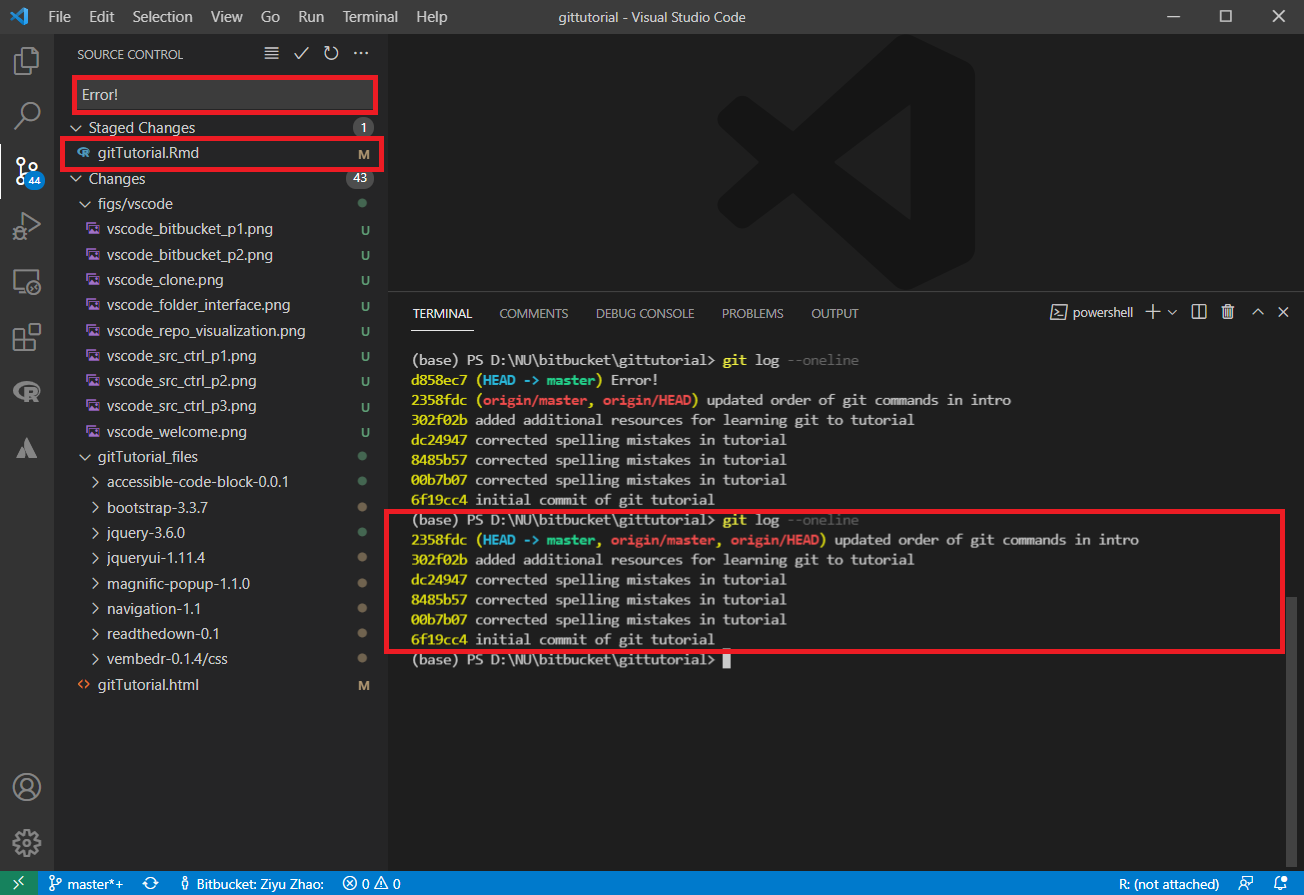 File Edit Selection View Go Run Terminal Help gittutorial - Visual Studio Code
SOURCE CONTROL
Error!
Staged Changes 1
gitTutorial.Rmd M
Changes 43
44
figs/vscode
vscode_bitbucket_p1.png U
vscode_bitbucket_p2.png U
vscode_clone.png U
vscode_folder_interface.png U
vscode_repo_visualization.png U
vscode_src_ctrl_p1.png U
vscode_src_ctrl_p2.png U
vscode_src_ctrl_p3.png U
vscode_welcome.png U
gitTutorial_files
accessible-code-block-0.0.1
bootstrap-3.3.7
jquery-3.6.0
jqueryui-1.11.4
magnific-popup-1.1.0
navigation-1.1
readthedown-0.1
vembedr-0.1.4/css
gitTutorial.html M
TERMINAL COMMENTS DEBUG CONSOLE PROBLEMS OUTPUT powershell
(base) PS D:\NU\bitbucket\gittutorial> git log --oneline
d858ec7 (HEAD -> master) Error!
2358fdc (origin/master, origin/HEAD) updated order of git commands in intro
302f02b added additional resources for learning git to tutorial
dc24947 corrected spelling mistakes in tutorial
8485b57 corrected spelling mistakes in tutorial
00b7b07 corrected spelling mistakes in tutorial
6f19cc4 initial commit of git tutorial
(base) PS D:\NU\bitbucket\gittutorial> git log --oneline
2358fdc (HEAD -> master, origin/master, origin/HEAD) updated order of git commands in intro
302f02b added additional resources for learning git to tutorial
dc24947 corrected spelling mistakes in tutorial
8485b57 corrected spelling mistakes in tutorial
00b7b07 corrected spelling mistakes in tutorial
6f19cc4 initial commit of git tutorial
(base) PS D:\NU\bitbucket\gittutorial>
master*+ Bitbucket: Ziyu Zhao: 0 0 R: (not attached)